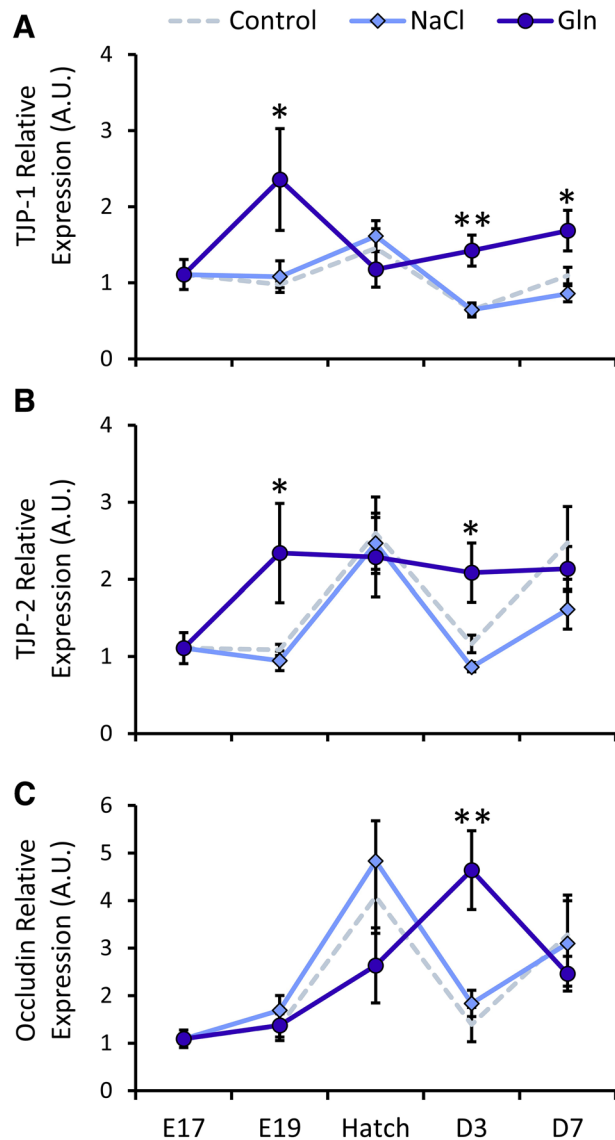 A
Control NaCl Gln
TJP-1 Relative
Expression (A.U.)
4
3
2
1
0
*
**
*
B
TJP-2 Relative
Expression (A.U.)
4
3
2
1
0
*
*
C
Occludin Relative
Expression (A.U.)
6
5
4
3
2
1
0
**
E17 E19 Hatch D3 D7